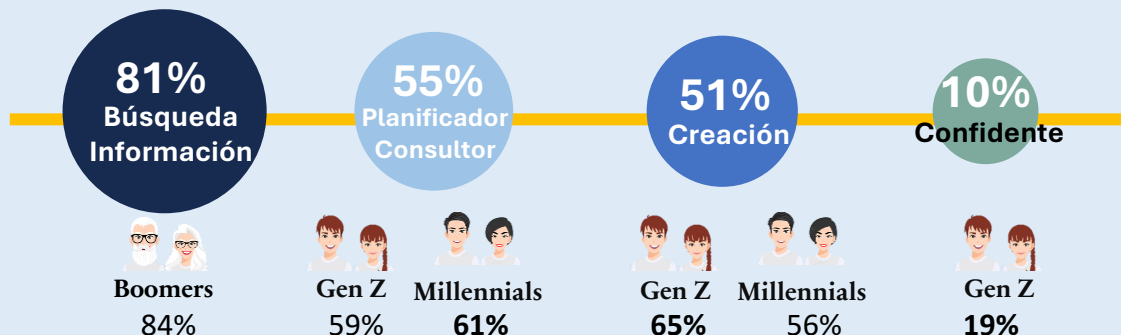 81%
Búsqueda
Información
55%
Planificador
Consultor
51%
Creación
10%
Confidente
Boomers
84%
Gen Z
59%
Millennials
61%
Gen Z
65%
Millennials
56%
Gen Z
19%